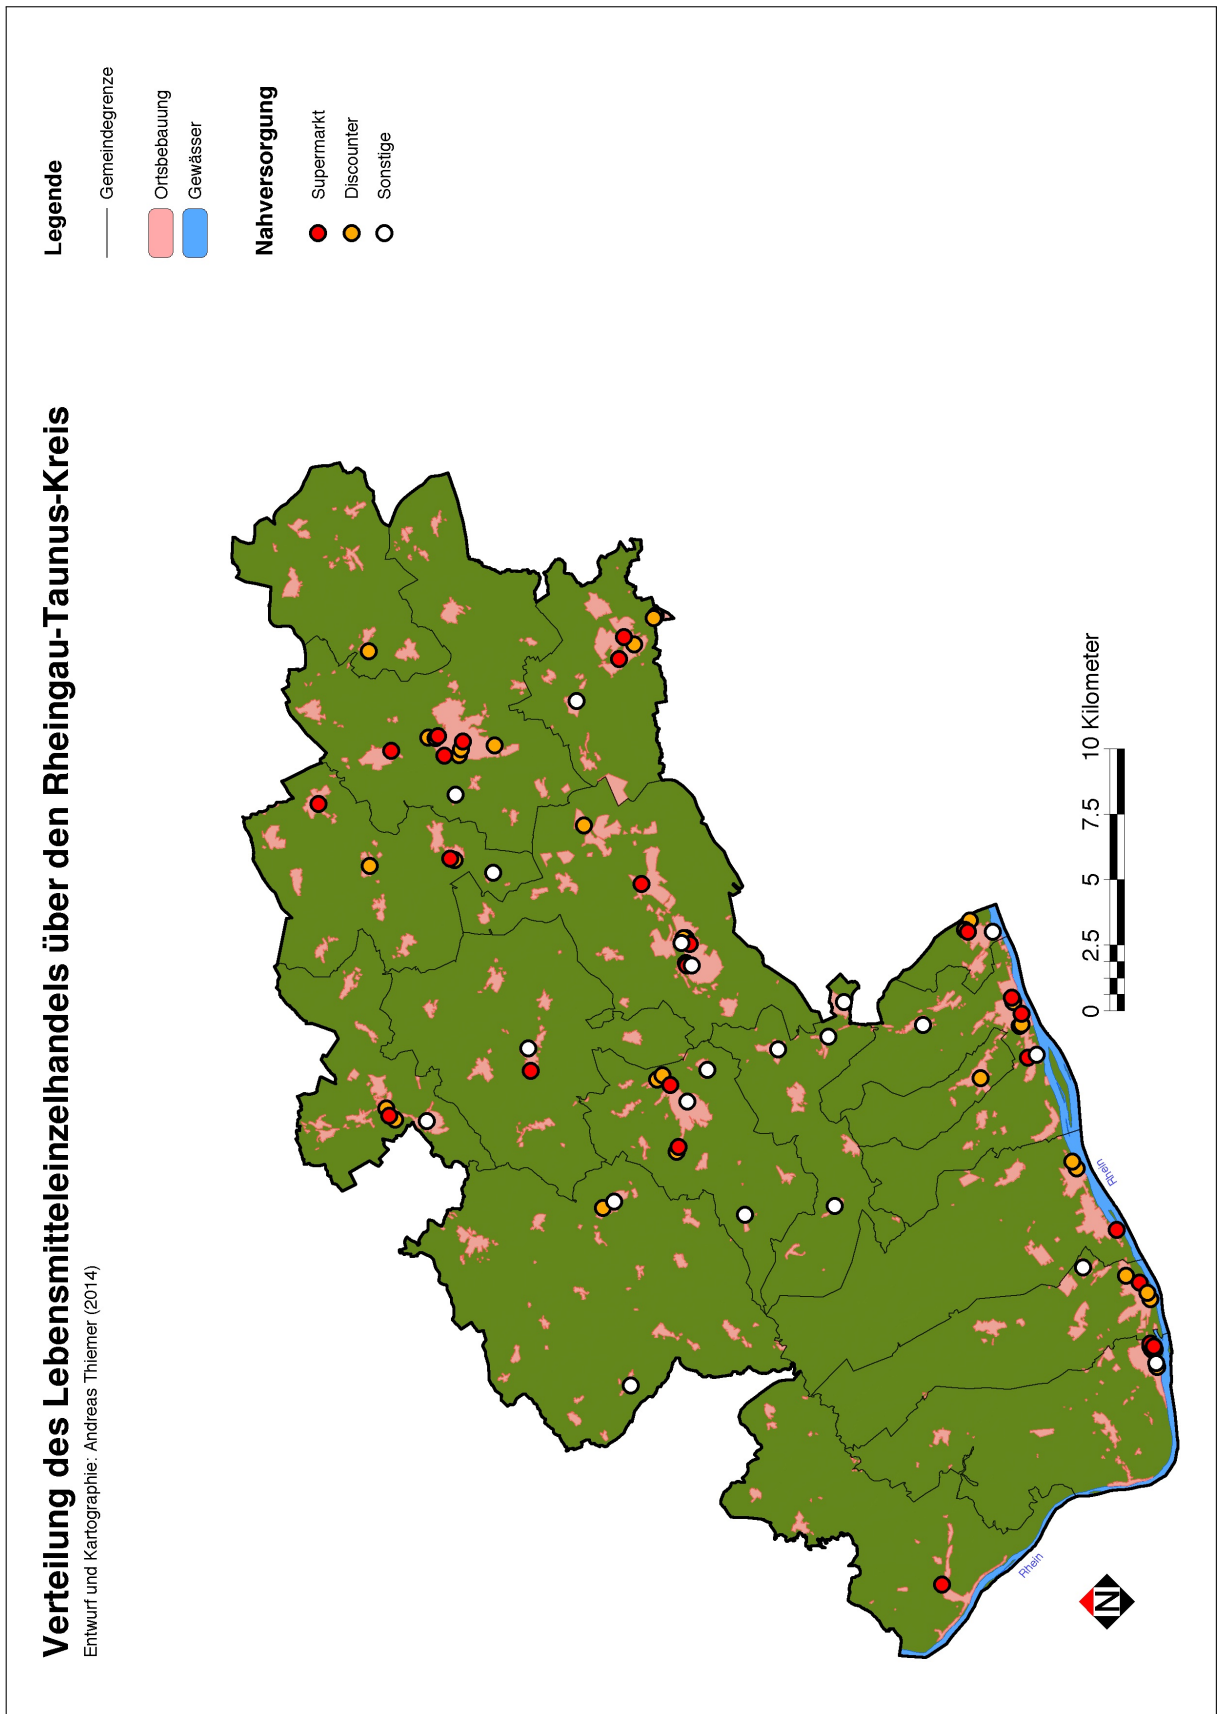 Verteilung des Lebensmitteleinzelhandels über den Rheingau-Taunus-Kreis
Entwurf und Kartographie: Andreas Thiemer (2014)
Legende
Gemeindegrenze
Ortsbebauung
Gewässer
Nahversorgung
Supermarkt
Discounter
Sonstige
Rhein
Rhein
N
0 2.5 5 7.5 10 Kilometer